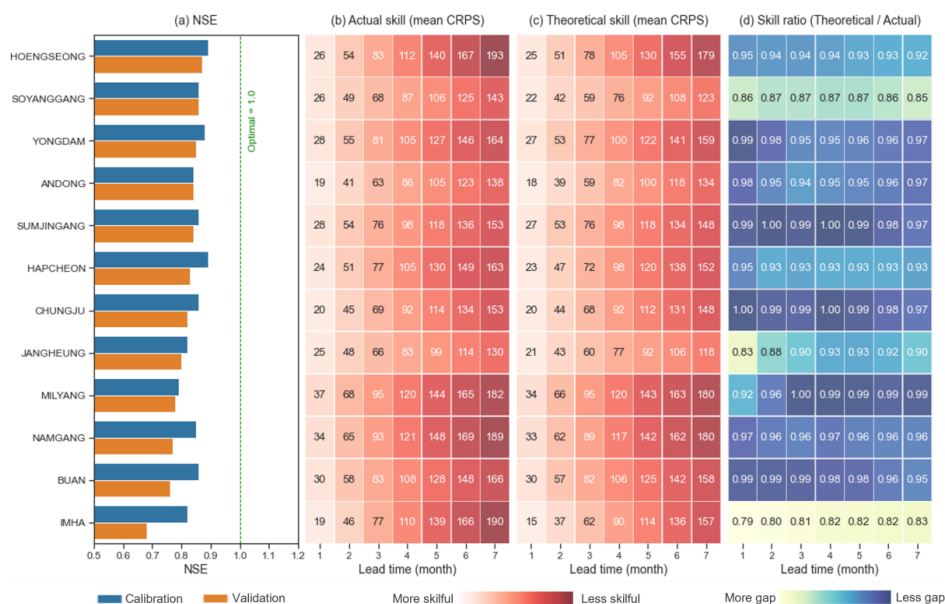 (a) NSE (b) Actual skill (mean CRPS) (c) Theoretical skill (mean CRPS) (d) Skill ratio (Theoretical / Actual)
HOENGSEONG 26 54 83 112 140 167 193 25 51 78 105 130 155 179 0.95 0.94 0.94 0.94 0.93 0.93 0.92
SOYANGGANG 26 49 68 87 106 125 143 22 42 59 76 92 108 123 0.86 0.87 0.87 0.87 0.87 0.86 0.85
YONGDAM 28 55 81 105 127 146 164 27 53 77 100 122 141 159 0.99 0.98 0.95 0.95 0.96 0.96 0.97
ANDONG 19 41 63 86 105 123 138 18 39 59 82 100 118 134 0.98 0.95 0.94 0.95 0.95 0.96 0.97
SUMJINGANG 28 54 76 98 118 136 153 27 53 76 98 118 134 148 0.99 1.00 0.99 1.00 0.99 0.98 0.97
HAPCHEON 24 51 77 105 130 149 163 23 47 72 98 120 138 152 0.95 0.93 0.93 0.93 0.93 0.93 0.93
CHUNGJU 20 45 69 92 114 134 153 20 44 68 92 112 131 148 1.00 0.99 0.99 1.00 0.99 0.98 0.97
JANGHEUNG 25 48 66 83 99 114 130 21 43 60 77 92 106 118 0.83 0.88 0.90 0.93 0.93 0.92 0.90
MILYANG 37 68 95 120 144 165 182 34 66 95 120 143 163 180 0.92 0.96 1.00 0.99 0.99 0.99 0.99
NAMGANG 34 65 93 121 148 169 189 33 62 89 117 142 162 180 0.97 0.96 0.96 0.97 0.96 0.96 0.96
BUAN 30 58 83 108 128 148 166 30 57 82 106 125 142 158 0.99 0.99 0.99 0.98 0.98 0.96 0.95
IMHA 19 46 77 110 139 166 190 15 37 62 90 114 136 157 0.79 0.80 0.81 0.82 0.82 0.82 0.83
Optimal = 1.0
0.5 0.6 0.7 0.8 0.9 1.0 1.1 1.2 1 2 3 4 5 6 7 1 2 3 4 5 6 7 1 2 3 4 5 6 7
NSE Lead time (month) Lead time (month) Lead time (month)
Calibration Validation More skilful Less skilful More gap Less gap